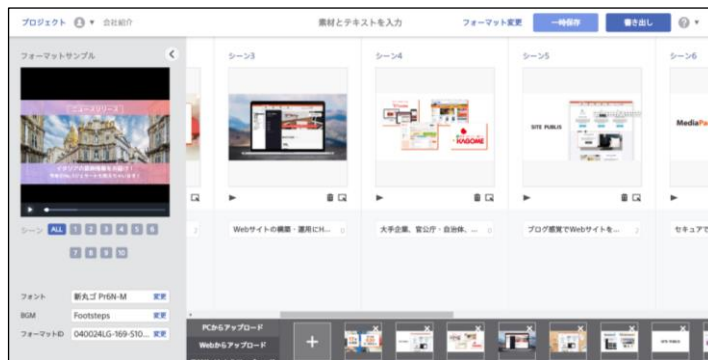 プロジェクト
会社紹介
素材とテキストを入力
フォーマット変更
一時保存
書き出し
?
フォーマットサンプル
ニュースリリース
シーン
ALL
1
2
3
4
5
6
7
8
9
10
フォント
新丸ゴ Pr6N-M
変更
BGM
Footsteps
変更
フォーマットID
040024LG-169-S10...
変更
シーン3
Webサイトの構築・運用にH...
0
シーン4
KAGOME
大手企業、官公庁・自治体、...
0
シーン5
SITE PUBLIS
ブログ感覚でWebサイトを...
2
シーン6
MediaPa
セキュアで
PCからアップロード
Webからアップロード